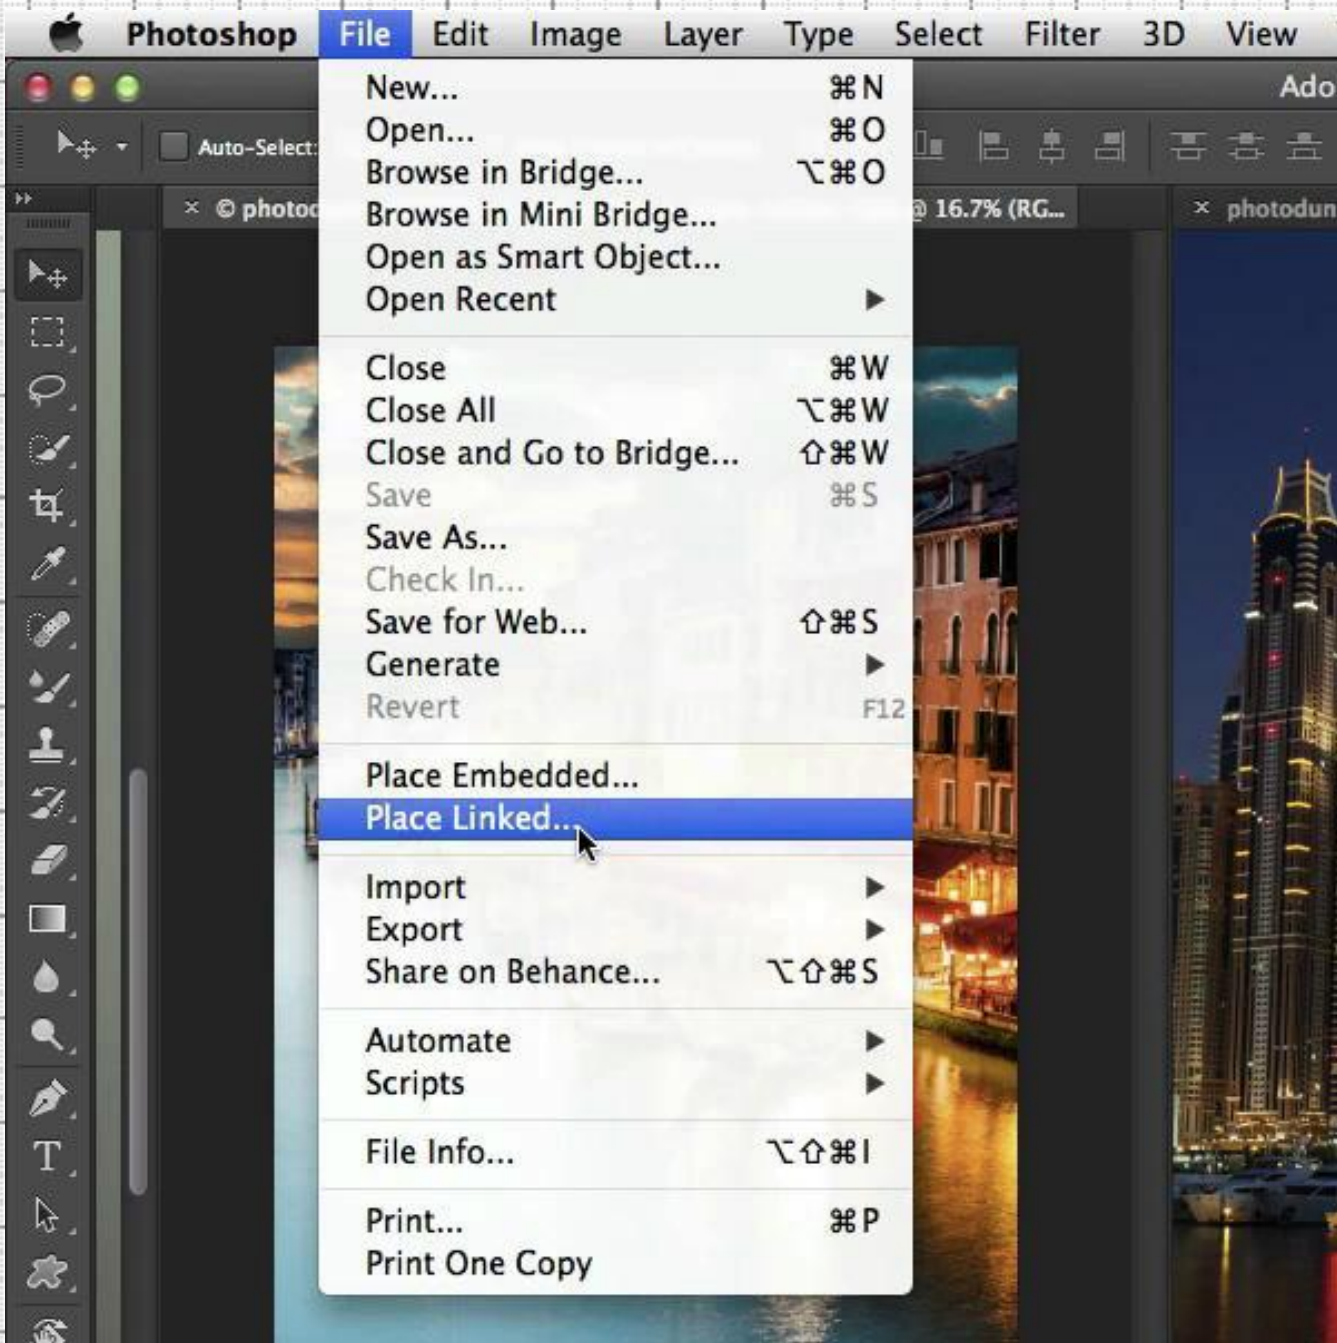 Photoshop File Edit Image Layer Type Select Filter 3D View
Ado
Auto-Select:
× © photod
@ 16.7% (RG...
× photodun
New... ⌘N
Open... ⌘O
Browse in Bridge... ⌥⌘O
Browse in Mini Bridge...
Open as Smart Object...
Open Recent ▶
Close ⌘W
Close All ⌥⌘W
Close and Go to Bridge... ⇧⌘W
Save ⌘S
Save As...
Check In...
Save for Web... ⇧⌘S
Generate ▶
Revert F12
Place Embedded...
Place Linked...
Import ▶
Export ▶
Share on Behance... ⌥⇧⌘S
Automate ▶
Scripts ▶
File Info... ⌥⇧⌘I
Print... ⌘P
Print One Copy
T